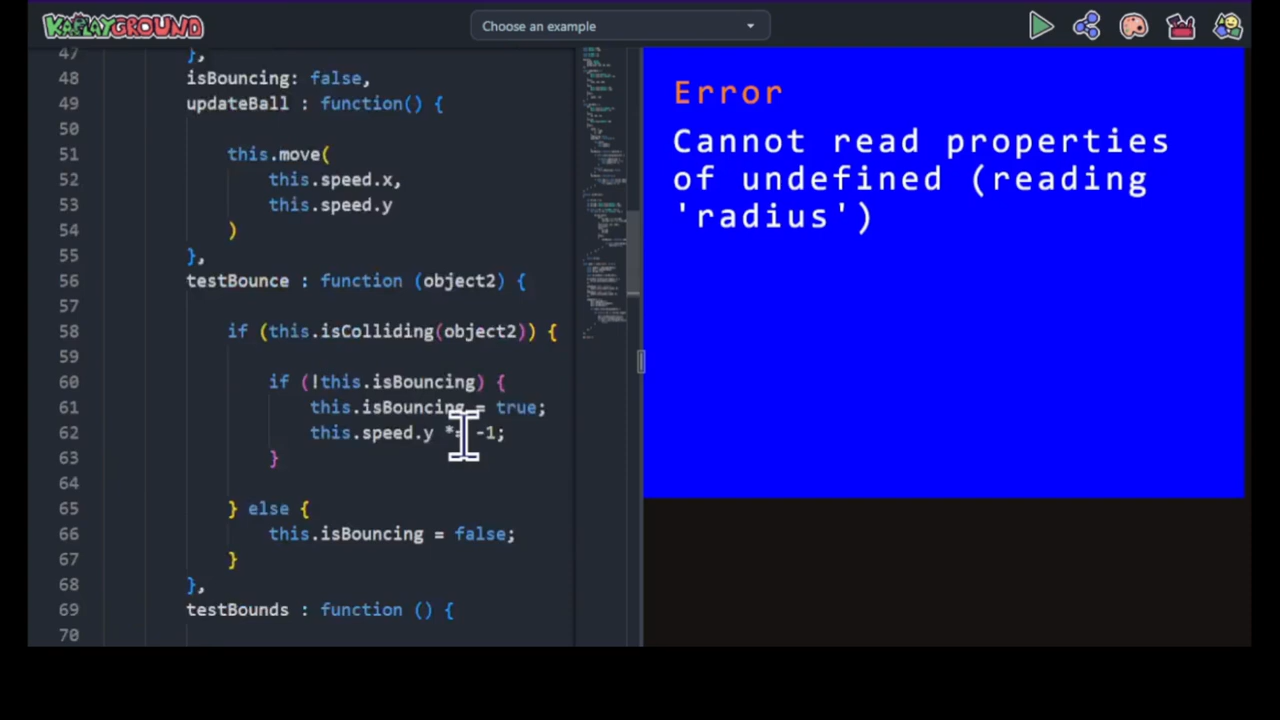 KAPLAYGROUND
Choose an example
47 },
48 isBouncing: false,
49 updateBall : function() {
50
51 this.move(
52 this.speed.x,
53 this.speed.y
54 )
55 },
56 testBounce : function (object2) {
57
58 if (this.isColliding(object2)) {
59
60 if (!this.isBouncing) {
61 this.isBouncing = true;
62 this.speed.y *= -1;
63 }
64
65 } else {
66 this.isBouncing = false;
67 }
68 },
69 testBounds : function () {
70
Error
Cannot read properties
of undefined (reading
'radius')